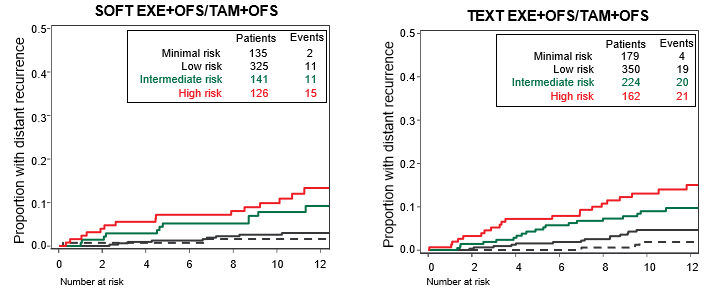 SOFT EXE+OFS/TAM+OFS
Patients Events
Minimal risk 135 2
Low risk 325 11
Intermediate risk 141 11
High risk 126 15
Proportion with distant recurrence
0.5
0.4
0.3
0.2
0.1
0.0
0 2 4 6 8 10 12
Number at risk
TEXT EXE+OFS/TAM+OFS
Patients Events
Minimal risk 179 4
Low risk 350 19
Intermediate risk 224 20
High risk 162 21
Proportion with distant recurrence
0.5
0.4
0.3
0.2
0.1
0.0
0 2 4 6 8 10 12
Number at risk